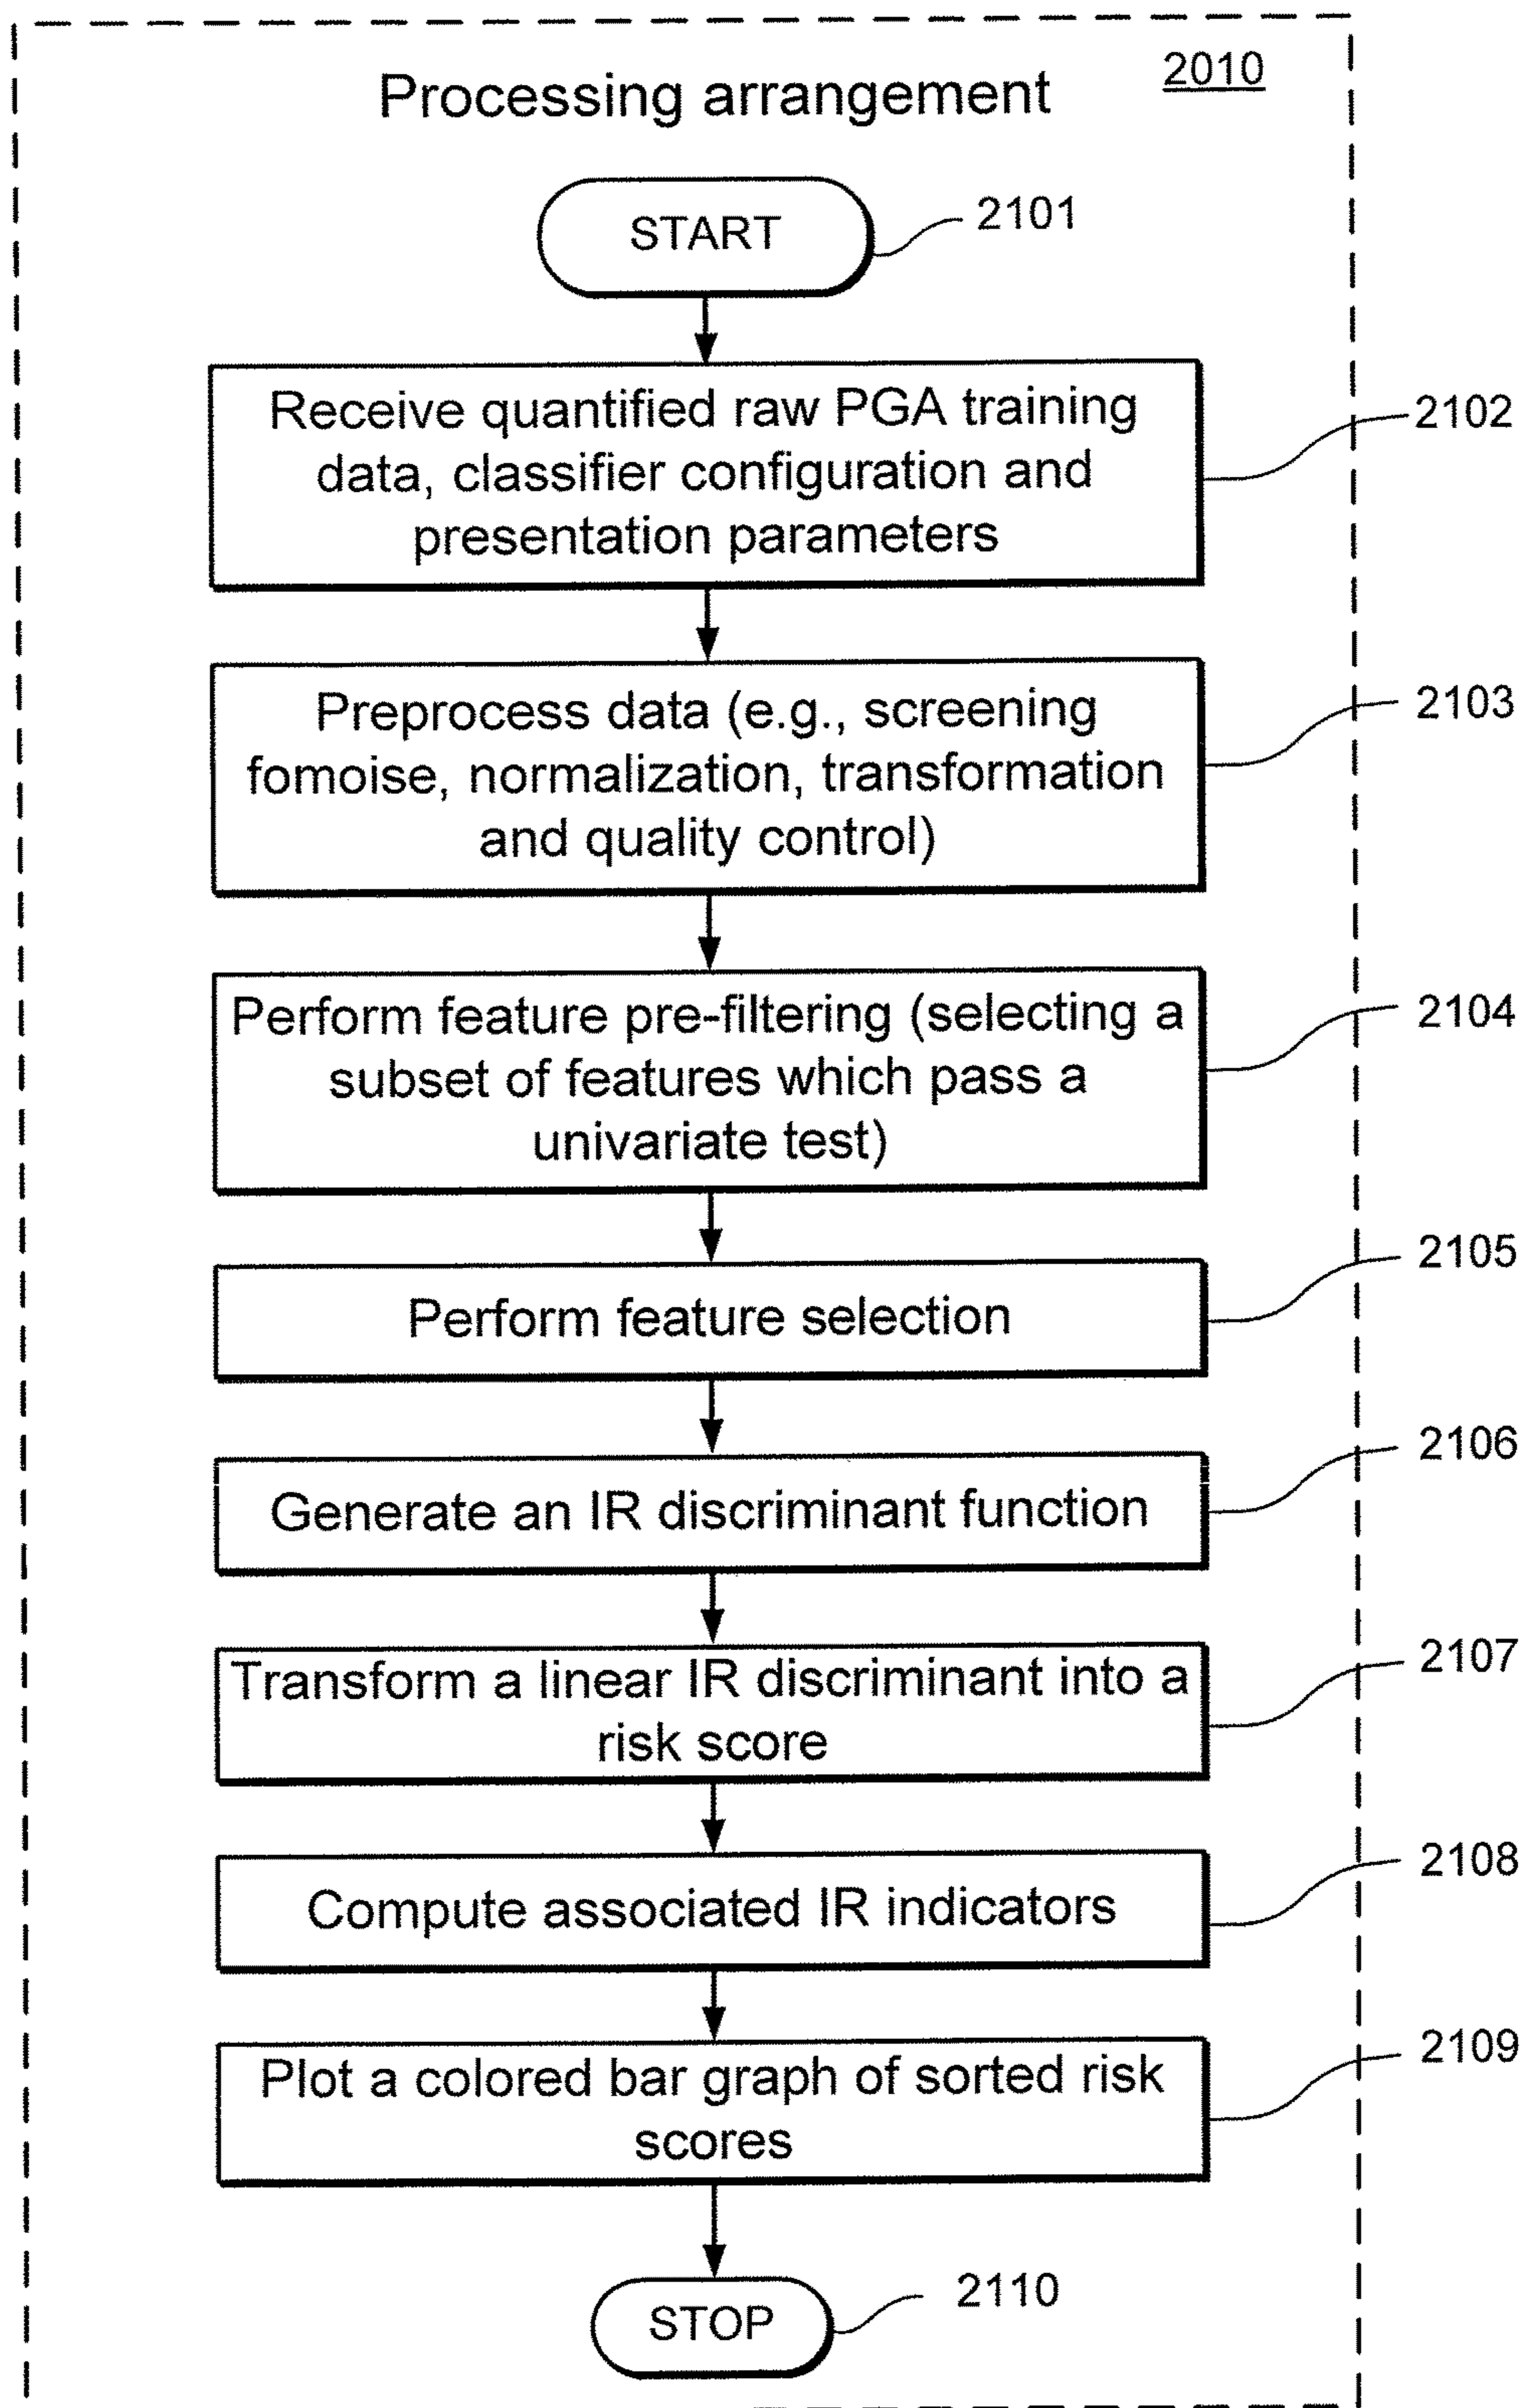 2010
Processing arrangement
START
2101
Receive quantified raw PGA training
data, classifier configuration and
presentation parameters
2102
Preprocess data (e.g., screening
fomoise, normalization, transformation
and quality control)
2103
Perform feature pre-filtering (selecting a
subset of features which pass a
univariate test)
2104
Perform feature selection
2105
Generate an IR discriminant function
2106
Transform a linear IR discriminant into a
risk score
2107
Compute associated IR indicators
2108
Plot a colored bar graph of sorted risk
scores
2109
STOP
2110